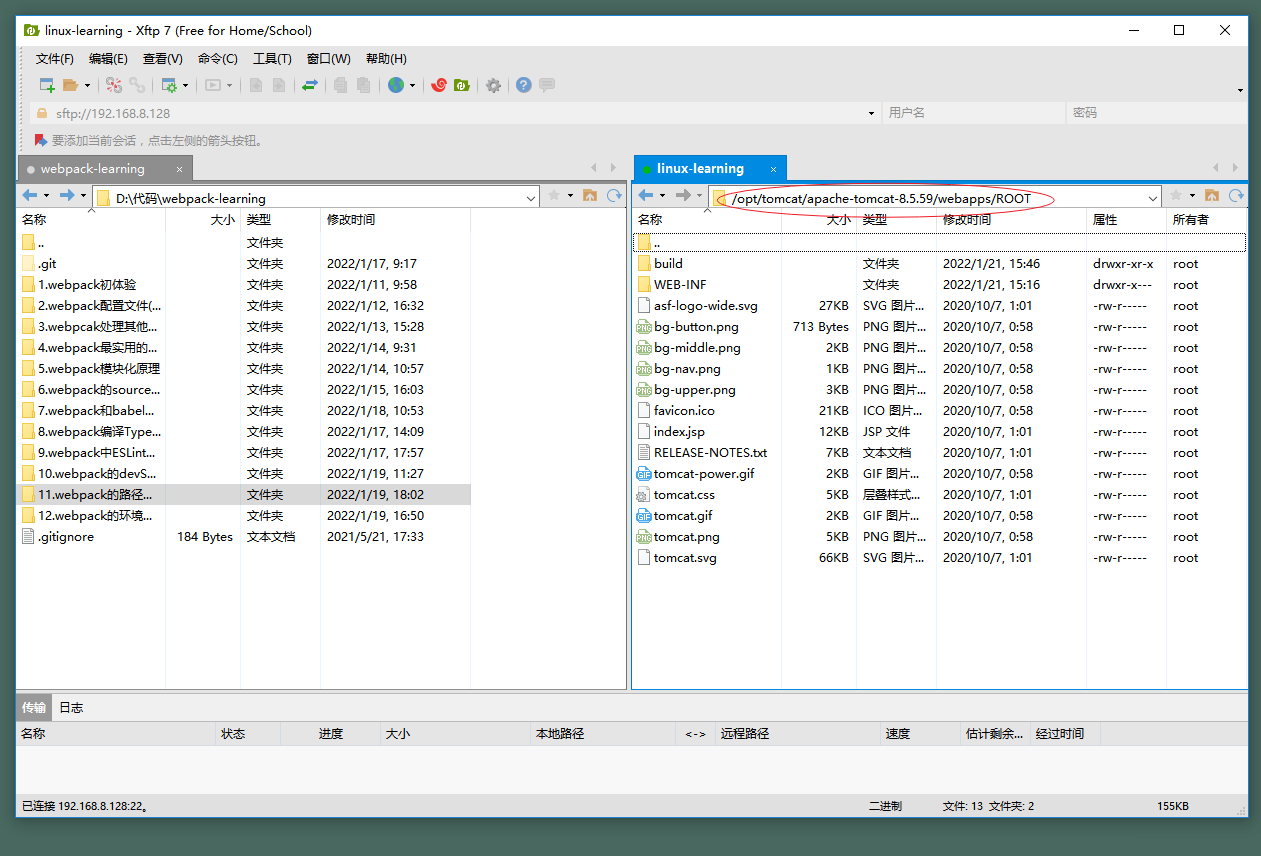 linux-learning - Xftp 7 (Free for Home/School)
文件(F) 编辑(E) 查看(V) 命令(C) 工具(T) 窗口(W) 帮助(H)
sftp://192.168.8.128 用户名 密码
要添加当前会话，点击左侧的箭头按钮。
webpack-learning ×
D:\代码\webpack-learning
名称 大小 类型 修改时间
.. 文件夹
.git 文件夹 2022/1/17, 9:17
1.webpack初体验 文件夹 2022/1/11, 9:58
2.webpack配置文件(... 文件夹 2022/1/12, 16:32
3.webpcak处理其他... 文件夹 2022/1/13, 15:28
4.webpack最实用的... 文件夹 2022/1/14, 9:31
5.webpack模块化原理 文件夹 2022/1/14, 10:57
6.webpack的source... 文件夹 2022/1/15, 16:03
7.webpack和babel... 文件夹 2022/1/18, 10:53
8.webpack编译Type... 文件夹 2022/1/17, 14:09
9.webpack中ESLint... 文件夹 2022/1/17, 17:57
10.webpack的devS... 文件夹 2022/1/19, 11:27
11.webpack的路径... 文件夹 2022/1/19, 18:02
12.webpack的环境... 文件夹 2022/1/19, 16:50
.gitignore 184 Bytes 文本文档 2021/5/21, 17:33
linux-learning ×
/opt/tomcat/apache-tomcat-8.5.59/webapps/ROOT
名称 大小 类型 修改时间 属性 所有者
..
build 文件夹 2022/1/21, 15:46 drwxr-xr-x root
WEB-INF 文件夹 2022/1/21, 15:16 drwxr-x--- root
asf-logo-wide.svg 27KB SVG 图片... 2020/10/7, 1:01 -rw-r----- root
bg-button.png 713 Bytes PNG 图片... 2020/10/7, 0:58 -rw-r----- root
bg-middle.png 2KB PNG 图片... 2020/10/7, 0:58 -rw-r----- root
bg-nav.png 1KB PNG 图片... 2020/10/7, 0:58 -rw-r----- root
bg-upper.png 3KB PNG 图片... 2020/10/7, 0:58 -rw-r----- root
favicon.ico 21KB ICO 图片... 2020/10/7, 0:58 -rw-r----- root
index.jsp 12KB JSP 文件 2020/10/7, 1:01 -rw-r----- root
RELEASE-NOTES.txt 7KB 文本文档 2020/10/7, 1:01 -rw-r----- root
tomcat-power.gif 2KB GIF 图片... 2020/10/7, 0:58 -rw-r----- root
tomcat.css 5KB 层叠样式... 2020/10/7, 1:01 -rw-r----- root
tomcat.gif 2KB GIF 图片... 2020/10/7, 0:58 -rw-r----- root
tomcat.png 5KB PNG 图片... 2020/10/7, 0:58 -rw-r----- root
tomcat.svg 66KB SVG 图片... 2020/10/7, 1:01 -rw-r----- root
传输 日志
名称 状态 进度 大小 本地路径 <-> 远程路径 速度 估计剩余... 经过时间
已连接 192.168.8.128:22。 二进制 文件: 13 文件夹: 2 155KB